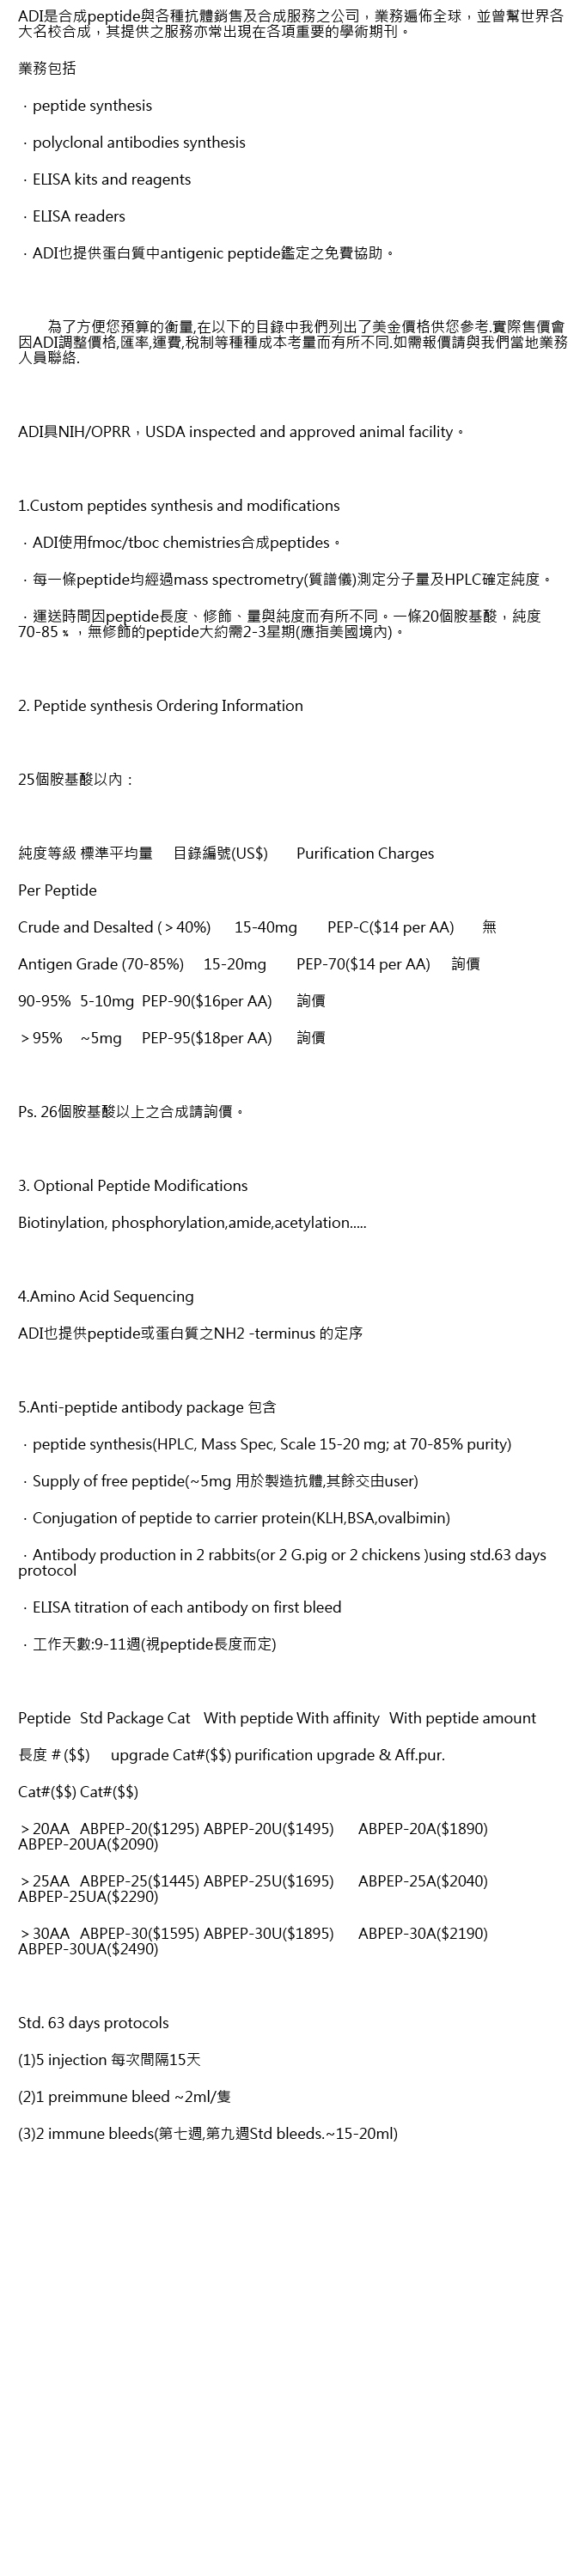 ADI是合成peptide與各種抗體銷售及合成服務之公司，業務遍佈全球，並曾幫世界各
大名校合成，其提供之服務亦常出現在各項重要的學術期刊。
業務包括
．peptide synthesis
．polyclonal antibodies synthesis
．ELISA kits and reagents
．ELISA readers
．ADI也提供蛋白質中antigenic peptide鑑定之免費協助。
為了方便您預算的衡量,在以下的目錄中我們列出了美金價格供您參考.實際售價會
因ADI調整價格,匯率,運費,稅制等種種成本考量而有所不同.如需報價請與我們當地業務
人員聯絡.
ADI具NIH/OPRR，USDA inspected and approved animal facility。
1.Custom peptides synthesis and modifications
．ADI使用fmoc/tboc chemistries合成peptides。
．每一條peptide均經過mass spectrometry(質譜儀)測定分子量及HPLC確定純度。
．運送時間因peptide長度、修飾、量與純度而有所不同。一條20個胺基酸，純度
70-85﹪，無修飾的peptide大約需2-3星期(應指美國境內)。
2. Peptide synthesis Ordering Information
25個胺基酸以內：
純度等級 標準平均量 目錄編號(US$) Purification Charges
Per Peptide
Crude and Desalted (＞40%) 15-40mg PEP-C($14 per AA) 無
Antigen Grade (70-85%) 15-20mg PEP-70($14 per AA) 詢價
90-95% 5-10mg PEP-90($16per AA) 詢價
＞95% ~5mg PEP-95($18per AA) 詢價
Ps. 26個胺基酸以上之合成請詢價。
3. Optional Peptide Modifications
Biotinylation, phosphorylation,amide,acetylation.....
4.Amino Acid Sequencing
ADI也提供peptide或蛋白質之NH2 -terminus 的定序
5.Anti-peptide antibody package 包含
．peptide synthesis(HPLC, Mass Spec, Scale 15-20 mg; at 70-85% purity)
．Supply of free peptide(~5mg 用於製造抗體,其餘交由user)
．Conjugation of peptide to carrier protein(KLH,BSA,ovalbimin)
．Antibody production in 2 rabbits(or 2 G.pig or 2 chickens )using std.63 days
protocol
．ELISA titration of each antibody on first bleed
．工作天數:9-11週(視peptide長度而定)
Peptide Std Package Cat With peptide With affinity With peptide amount
長度 ＃($$) upgrade Cat#($$) purification upgrade & Aff.pur.
Cat#($$) Cat#($$)
＞20AA ABPEP-20($1295) ABPEP-20U($1495) ABPEP-20A($1890)
ABPEP-20UA($2090)
＞25AA ABPEP-25($1445) ABPEP-25U($1695) ABPEP-25A($2040)
ABPEP-25UA($2290)
＞30AA ABPEP-30($1595) ABPEP-30U($1895) ABPEP-30A($2190)
ABPEP-30UA($2490)
Std. 63 days protocols
(1)5 injection 每次間隔15天
(2)1 preimmune bleed ~2ml/隻
(3)2 immune bleeds(第七週,第九週Std bleeds.~15-20ml)